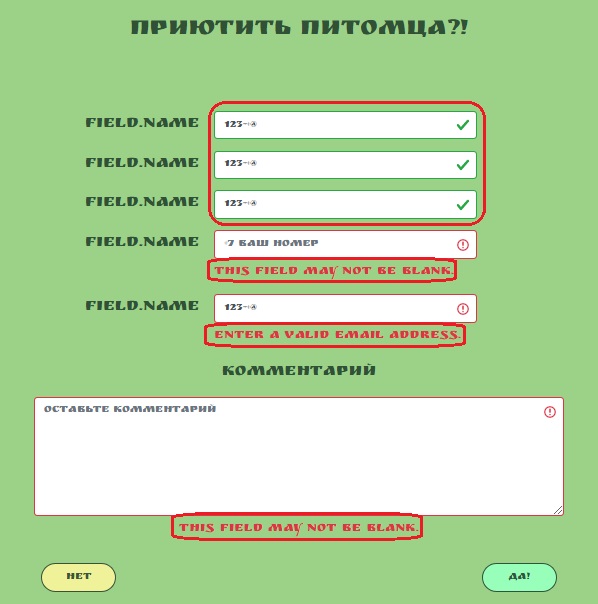 ПРИЮТИТЬ ПИТОМЦА?!
FIELD.NAME 123~!@
FIELD.NAME 123~!@
FIELD.NAME 123~!@
FIELD.NAME +7 ВАШ НОМЕР
THIS FIELD MAY NOT BE BLANK.
FIELD.NAME 123~!@
ENTER A VALID EMAIL ADDRESS.
КОММЕНТАРИЙ
ОСТАВЬТЕ КОММЕНТАРИЙ
THIS FIELD MAY NOT BE BLANK.
НЕТ ДА!